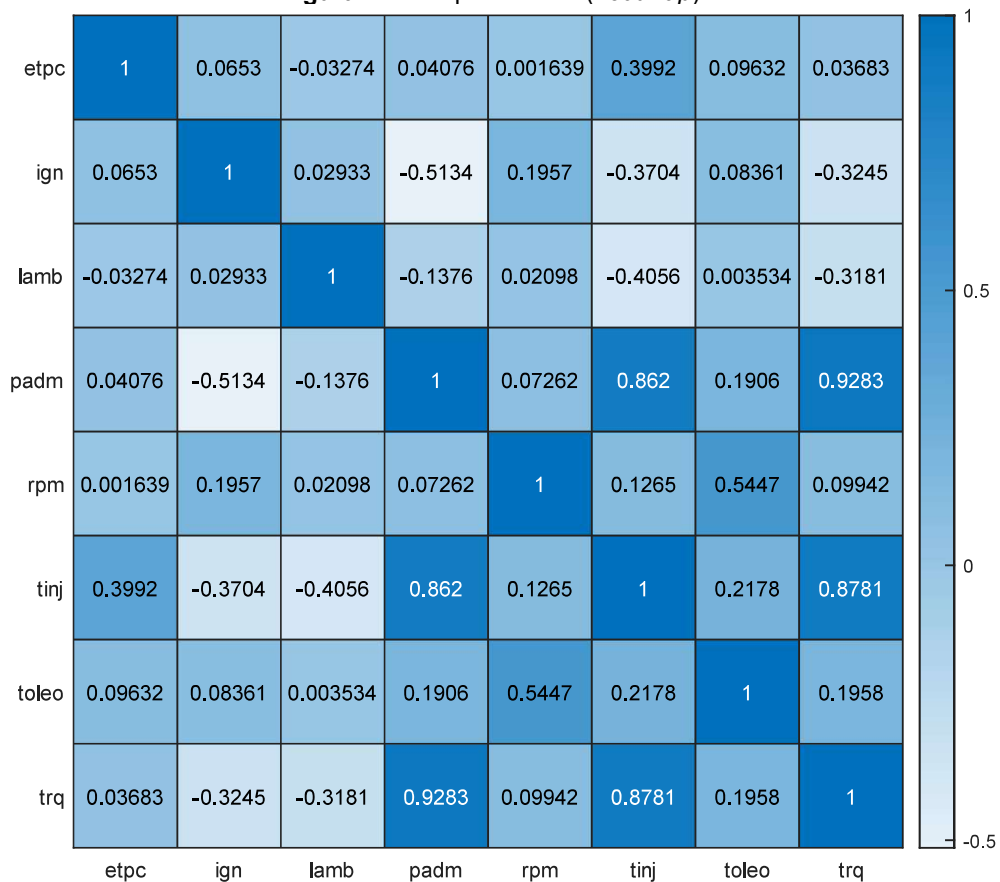 etpc 1 0.0653 -0.03274 0.04076 0.001639 0.3992 0.09632 0.03683
ign 0.0653 1 0.02933 -0.5134 0.1957 -0.3704 0.08361 -0.3245
lamb -0.03274 0.02933 1 -0.1376 0.02098 -0.4056 0.003534 -0.3181
padm 0.04076 -0.5134 -0.1376 1 0.07262 0.862 0.1906 0.9283
rpm 0.001639 0.1957 0.02098 0.07262 1 0.1265 0.5447 0.09942
tinj 0.3992 -0.3704 -0.4056 0.862 0.1265 1 0.2178 0.8781
toleo 0.09632 0.08361 0.003534 0.1906 0.5447 0.2178 1 0.1958
trq 0.03683 -0.3245 -0.3181 0.9283 0.09942 0.8781 0.1958 1
etpc ign lamb padm rpm tinj toleo trq
1
0.5
0
-0.5